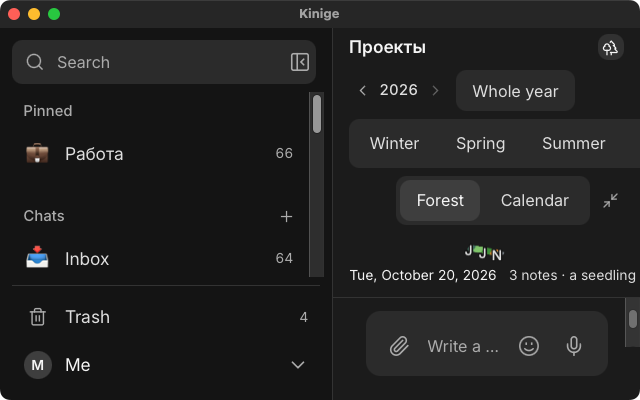 Kinige
Search
Pinned
Работа 66
Chats
Inbox 64
Trash 4
M Me
Проекты
2026 Whole year
Winter Spring Summer
Forest Calendar
Tue, October 20, 2026 3 notes · a seedling
Write a ...